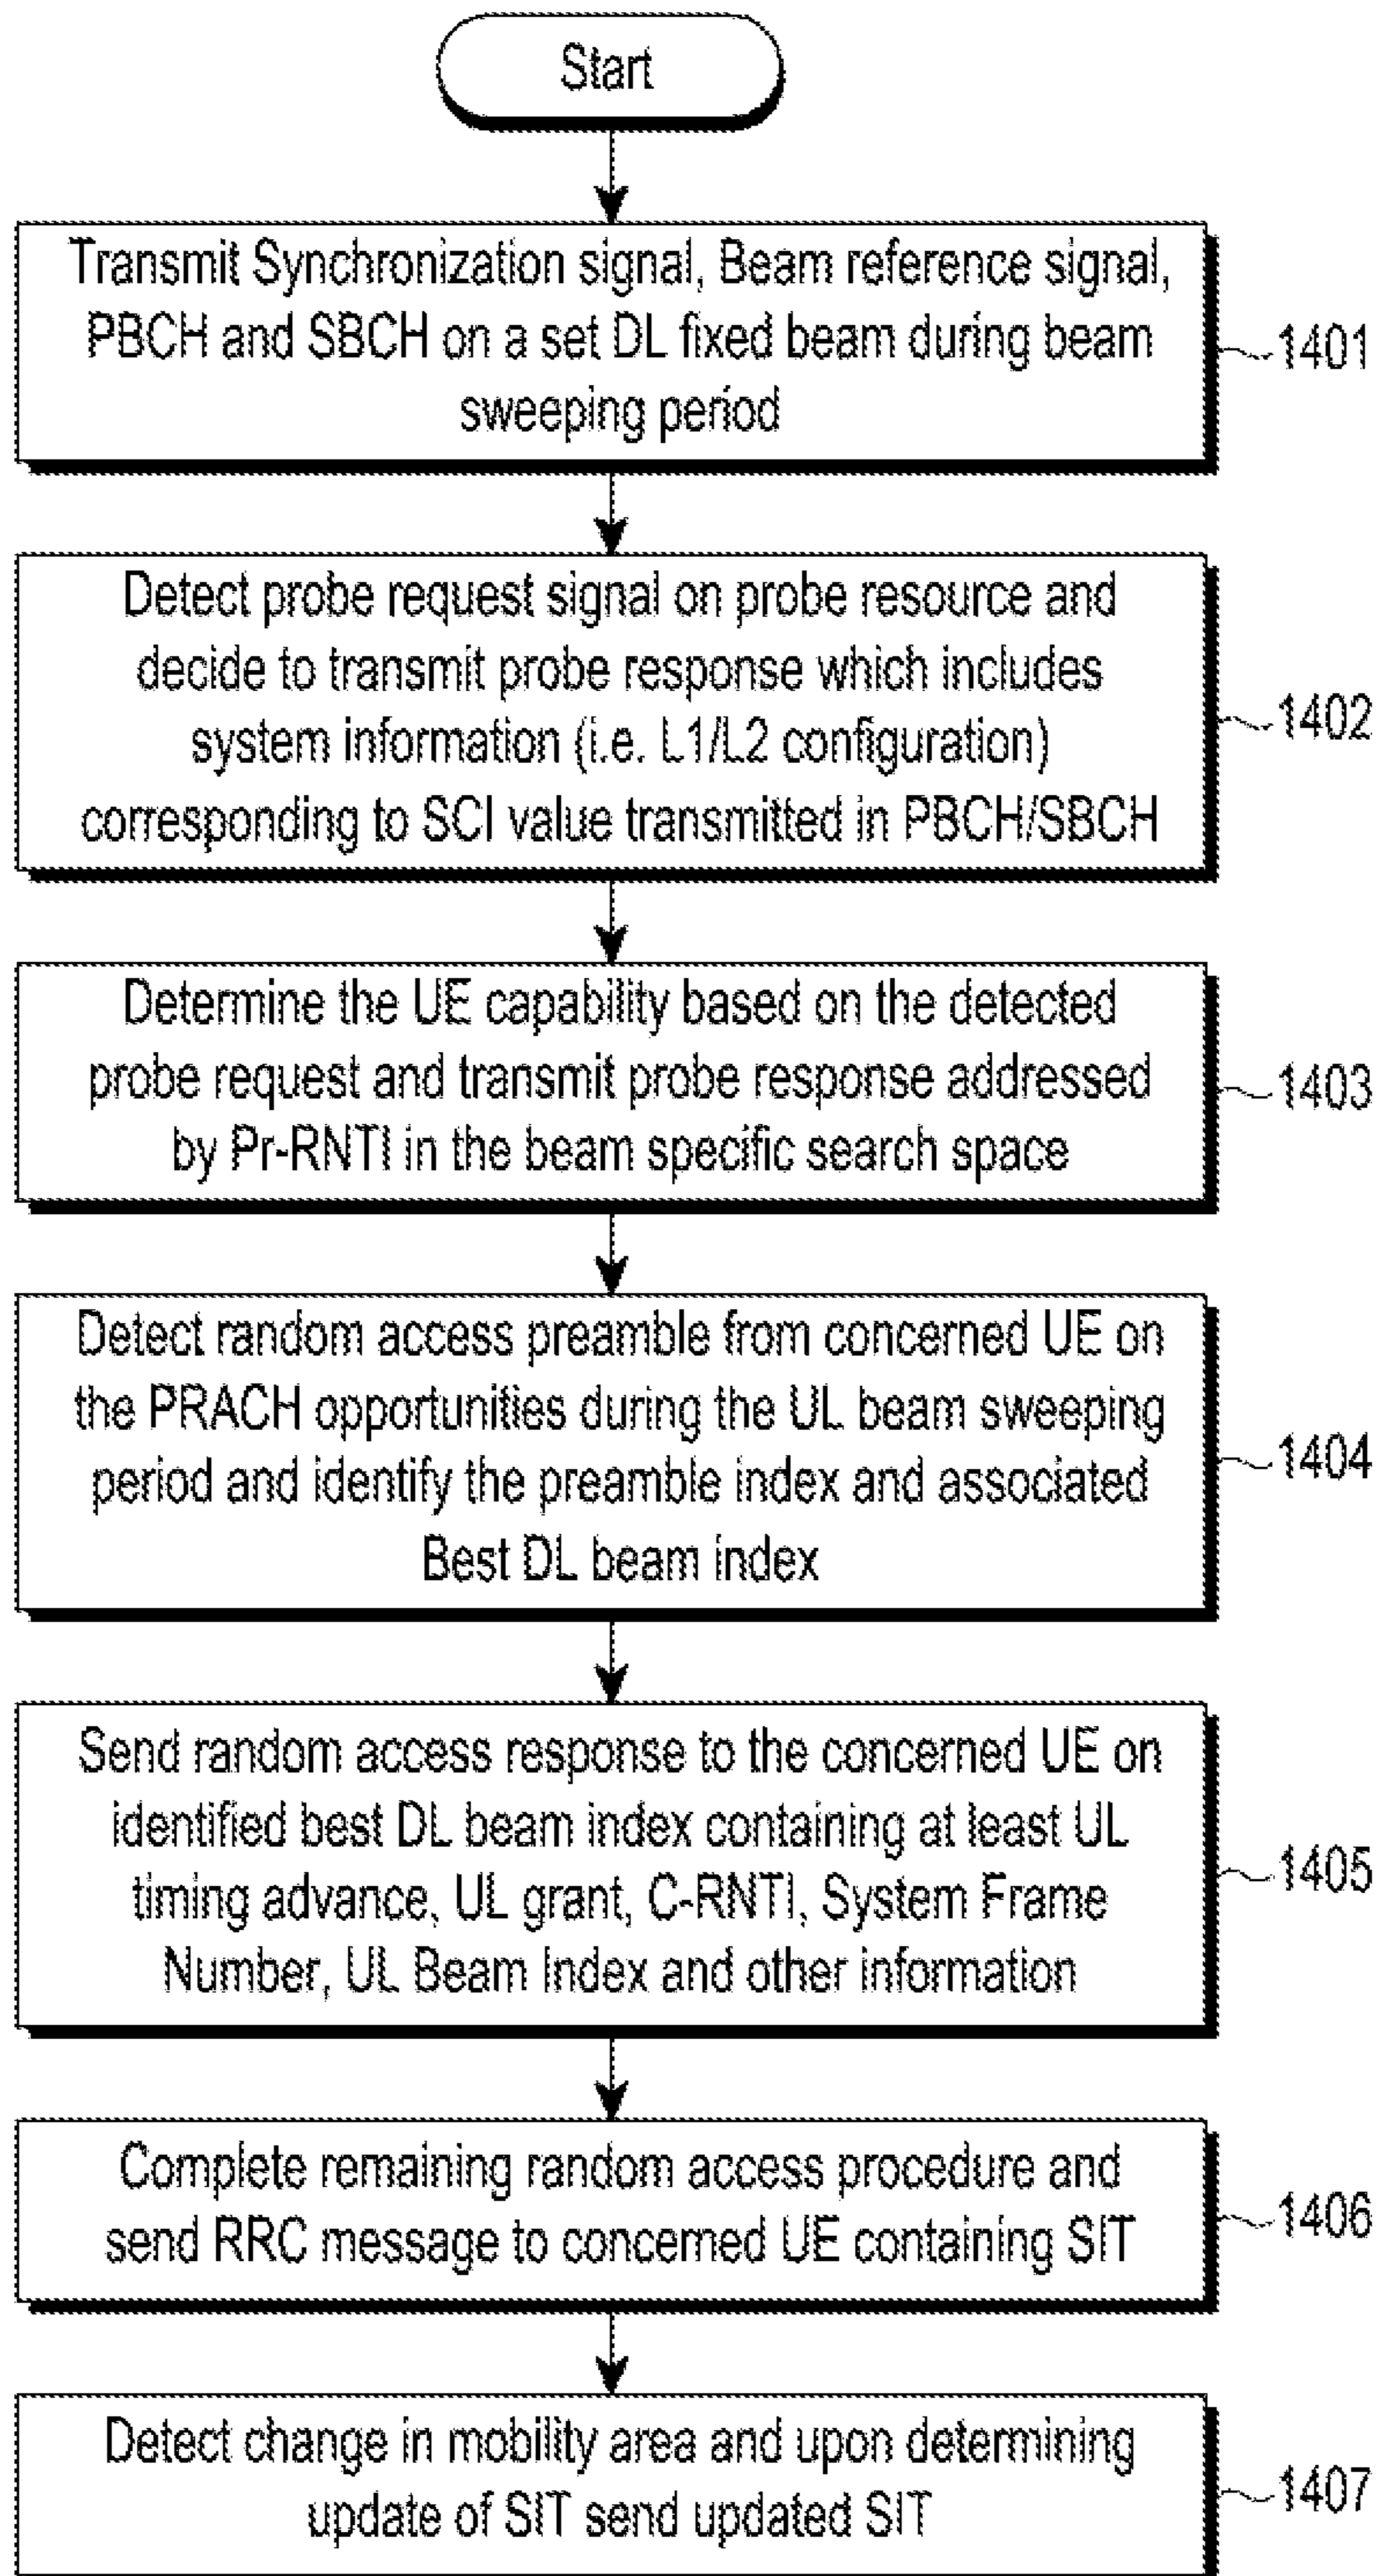 Start
Transmit Synchronization signal, Beam reference signal,
PBCH and SBCH on a set DL fixed beam during beam
sweeping period
1401
Detect probe request signal on probe resource and
decide to transmit probe response which includes
system information (i.e. L1/L2 configuration)
corresponding to SCI value transmitted in PBCH/SBCH
1402
Determine the UE capability based on the detected
probe request and transmit probe response addressed
by Pr-RNTI in the beam specific search space
1403
Detect random access preamble from concerned UE on
the PRACH opportunities during the UL beam sweeping
period and identify the preamble index and associated
Best DL beam index
1404
Send random access response to the concerned UE on
identified best DL beam index containing at least UL
timing advance, UL grant, C-RNTI, System Frame
Number, UL Beam Index and other information
1405
Complete remaining random access procedure and
send RRC message to concerned UE containing SIT
1406
Detect change in mobility area and upon determining
update of SIT send updated SIT
1407